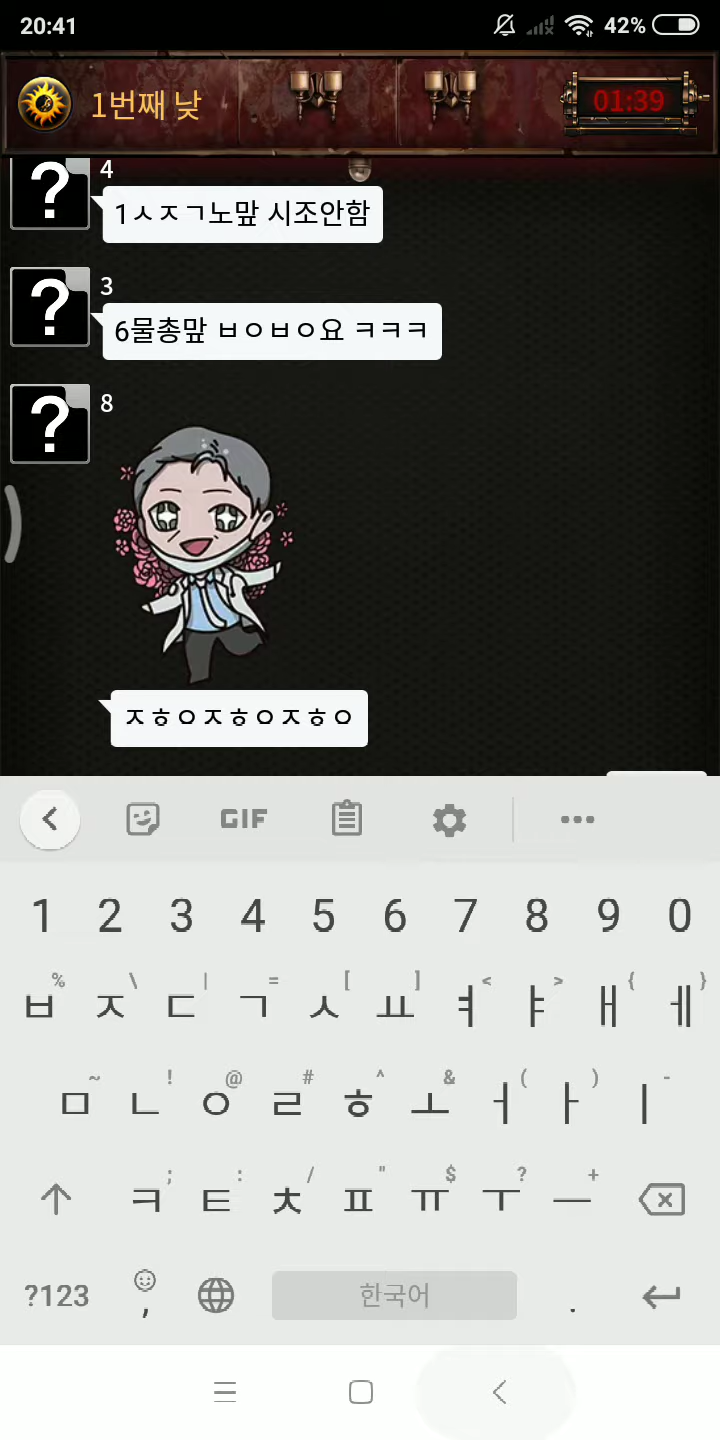 20:41
42%
1번째 낮
01:39
4
1ㅅㅈㄱ노맢 시조안함
3
6물총맢 ㅂㅇㅂㅇ요 ㅋㅋㅋ
8
ㅈㅎㅇㅈㅎㅇㅈㅎㅇ
GIF
1 2 3 4 5 6 7 8 9 0
% \ | = [ ] < > { }
ㅂ ㅈ ㄷ ㄱ ㅅ ㅛ ㅕ ㅑ ㅐ ㅔ
~ ! @ # ^ & ( ) -
ㅁ ㄴ ㅇ ㄹ ㅎ ㅗ ㅓ ㅏ ㅣ
; : / " $ ? +
ㅋ ㅌ ㅊ ㅍ ㅠ ㅜ ㅡ
?123 , 한국어 .